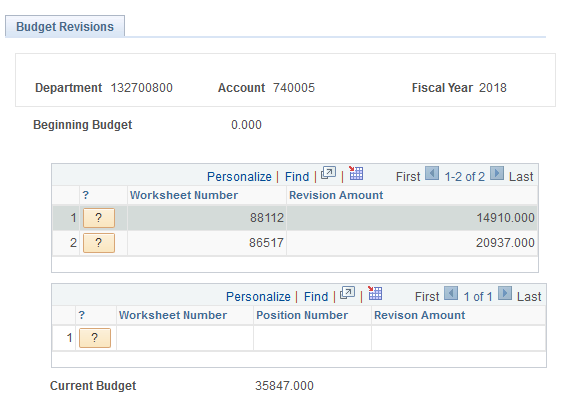 Budget Revisions
Department 132700800 Account 740005 Fiscal Year 2018
Beginning Budget 0.000
Personalize | Find | | First 1-2 of 2 Last
? Worksheet Number Revision Amount
1 ? 88112 14910.000
2 ? 86517 20937.000
Personalize | Find | | First 1 of 1 Last
? Worksheet Number Position Number Revison Amount
1 ?
Current Budget 35847.000